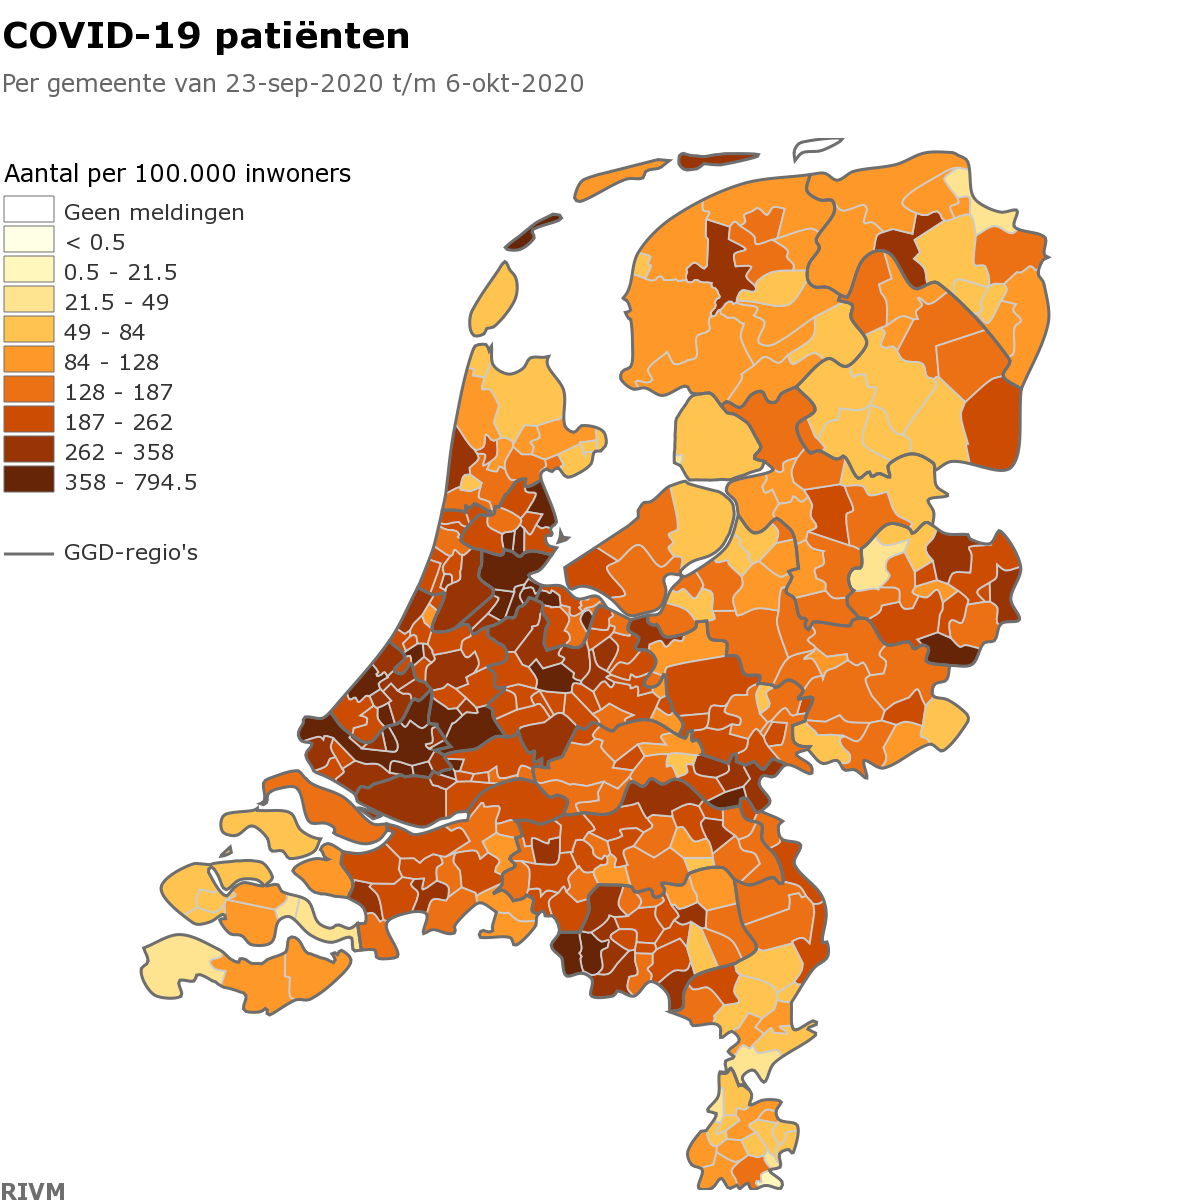 COVID-19 patiënten
Per gemeente van 23-sep-2020 t/m 6-okt-2020
Aantal per 100.000 inwoners
Geen meldingen
< 0.5
0.5 - 21.5
21.5 - 49
49 - 84
84 - 128
128 - 187
187 - 262
262 - 358
358 - 794.5
GGD-regio's
RIVM